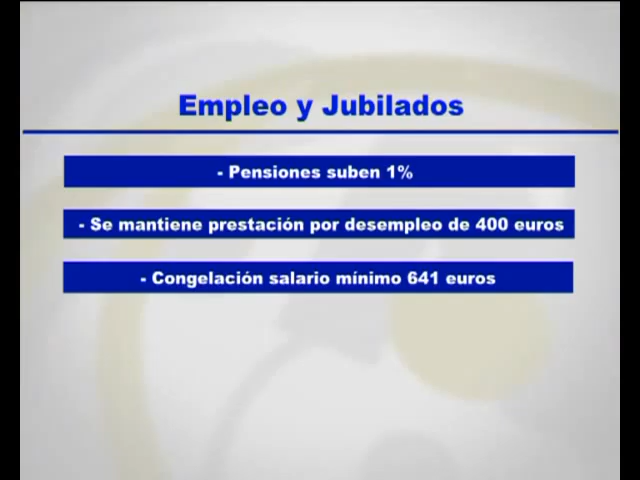 Empleo y Jubilados
- Pensiones suben 1%
- Se mantiene prestación por desempleo de 400 euros
- Congelación salario mínimo 641 euros